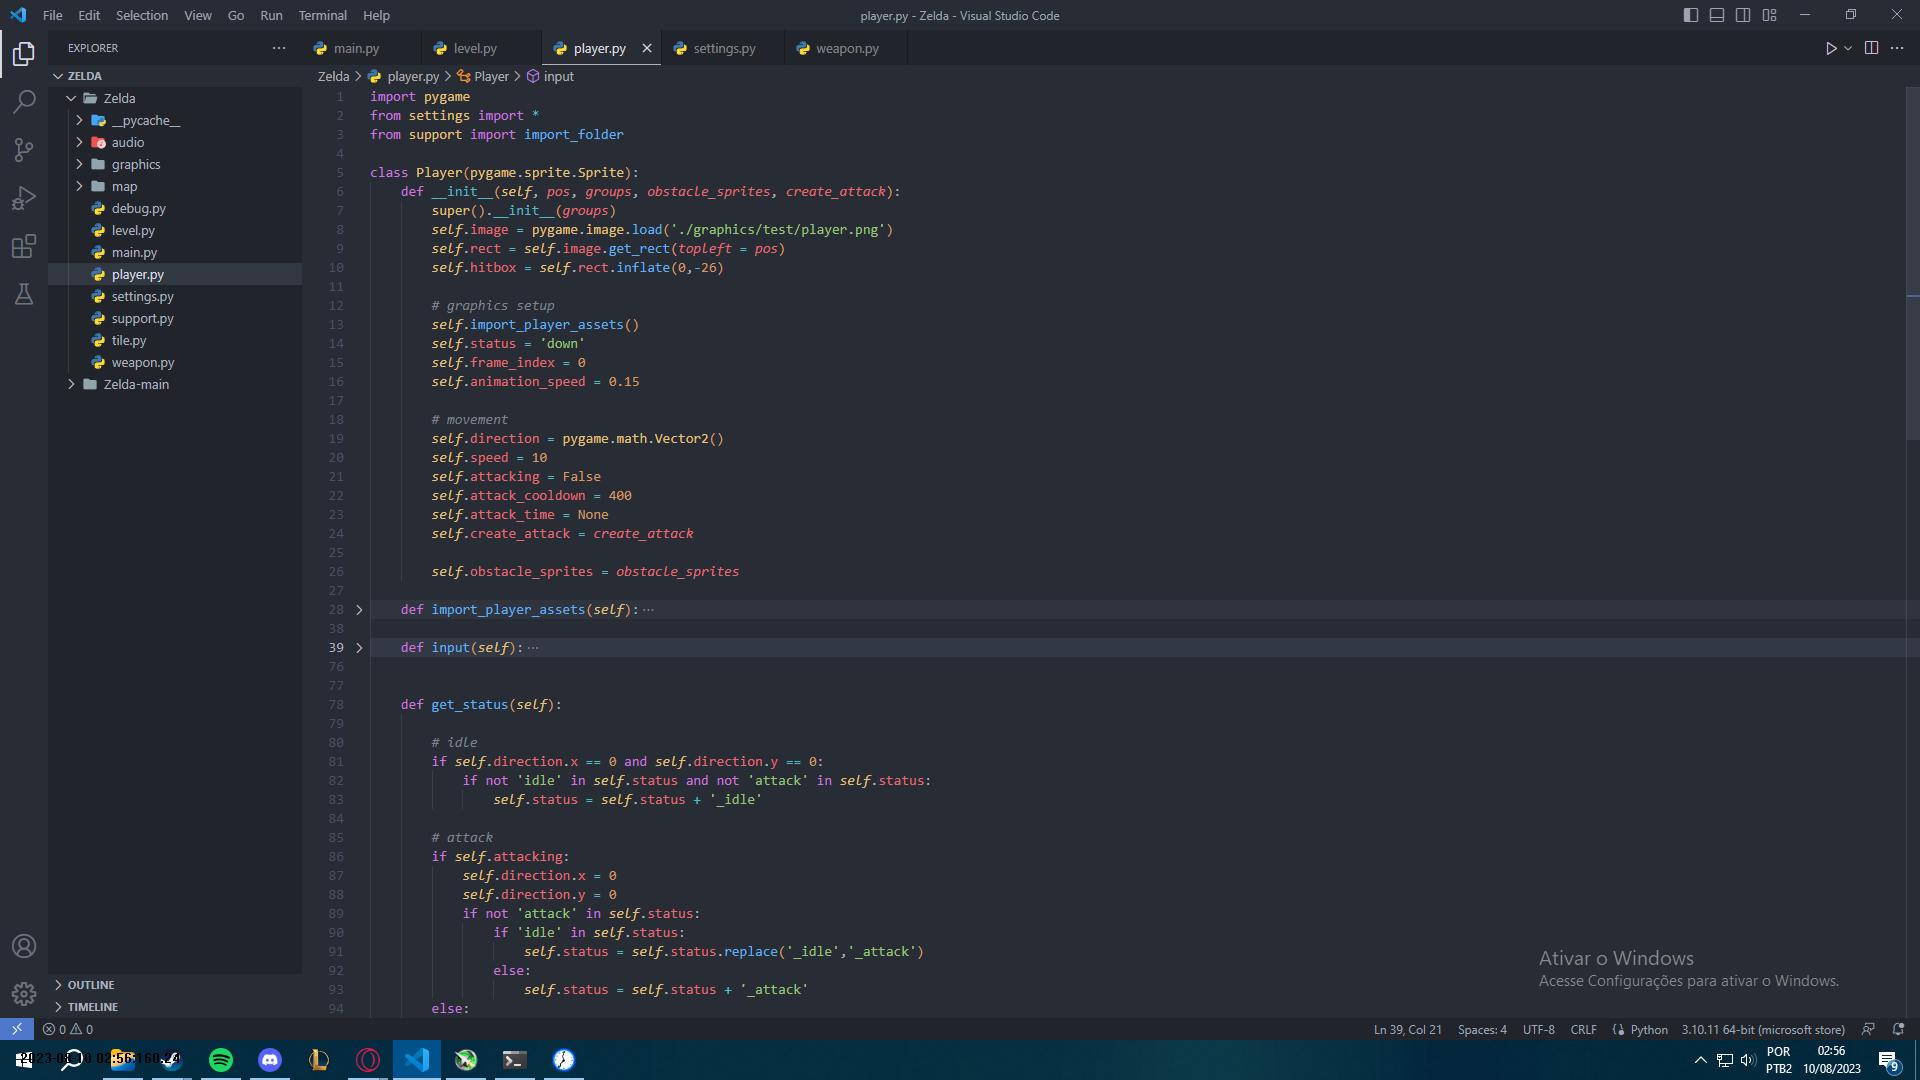 File Edit Selection View Go Run Terminal Help
player.py - Zelda - Visual Studio Code
EXPLORER
main.py level.py player.py settings.py weapon.py
ZELDA
Zelda > player.py > Player > input
Zelda
__pycache__
audio
graphics
map
debug.py
level.py
main.py
player.py
settings.py
support.py
tile.py
weapon.py
Zelda-main
OUTLINE
TIMELINE
1 import pygame
2 from settings import *
3 from support import import_folder
4
5 class Player(pygame.sprite.Sprite):
6 def __init__(self, pos, groups, obstacle_sprites, create_attack):
7 super().__init__(groups)
8 self.image = pygame.image.load('./graphics/test/player.png')
9 self.rect = self.image.get_rect(topleft = pos)
10 self.hitbox = self.rect.inflate(0,-26)
11
12 # graphics setup
13 self.import_player_assets()
14 self.status = 'down'
15 self.frame_index = 0
16 self.animation_speed = 0.15
17
18 # movement
19 self.direction = pygame.math.Vector2()
20 self.speed = 10
21 self.attacking = False
22 self.attack_cooldown = 400
23 self.attack_time = None
24 self.create_attack = create_attack
25
26 self.obstacle_sprites = obstacle_sprites
27
28 def import_player_assets(self): ···
38
39 def input(self): ···
76
77
78 def get_status(self):
79
80 # idle
81 if self.direction.x == 0 and self.direction.y == 0:
82 if not 'idle' in self.status and not 'attack' in self.status:
83 self.status = self.status + '_idle'
84
85 # attack
86 if self.attacking:
87 self.direction.x = 0
88 self.direction.y = 0
89 if not 'attack' in self.status:
90 if 'idle' in self.status:
91 self.status = self.status.replace('_idle','_attack')
92 else:
93 self.status = self.status + '_attack'
94 else:
Ativar o Windows
Acesse Configurações para ativar o Windows.
0 0
Ln 39, Col 21 Spaces: 4 UTF-8 CRLF Python 3.10.11 64-bit (microsoft store)
POR
PTB2
02:56
10/08/2023
9